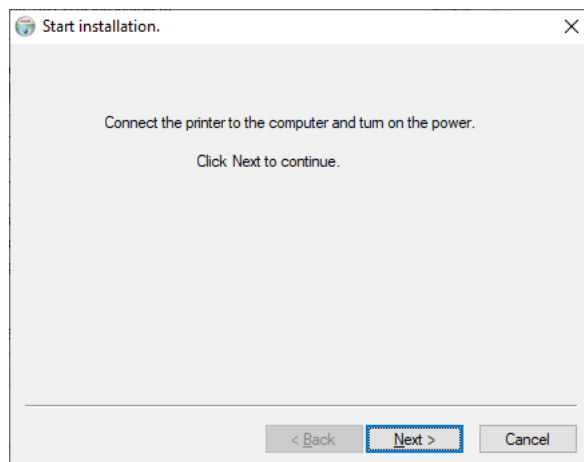 Start installation.
Connect the printer to the computer and turn on the power.
Click Next to continue.
< Back Next > Cancel